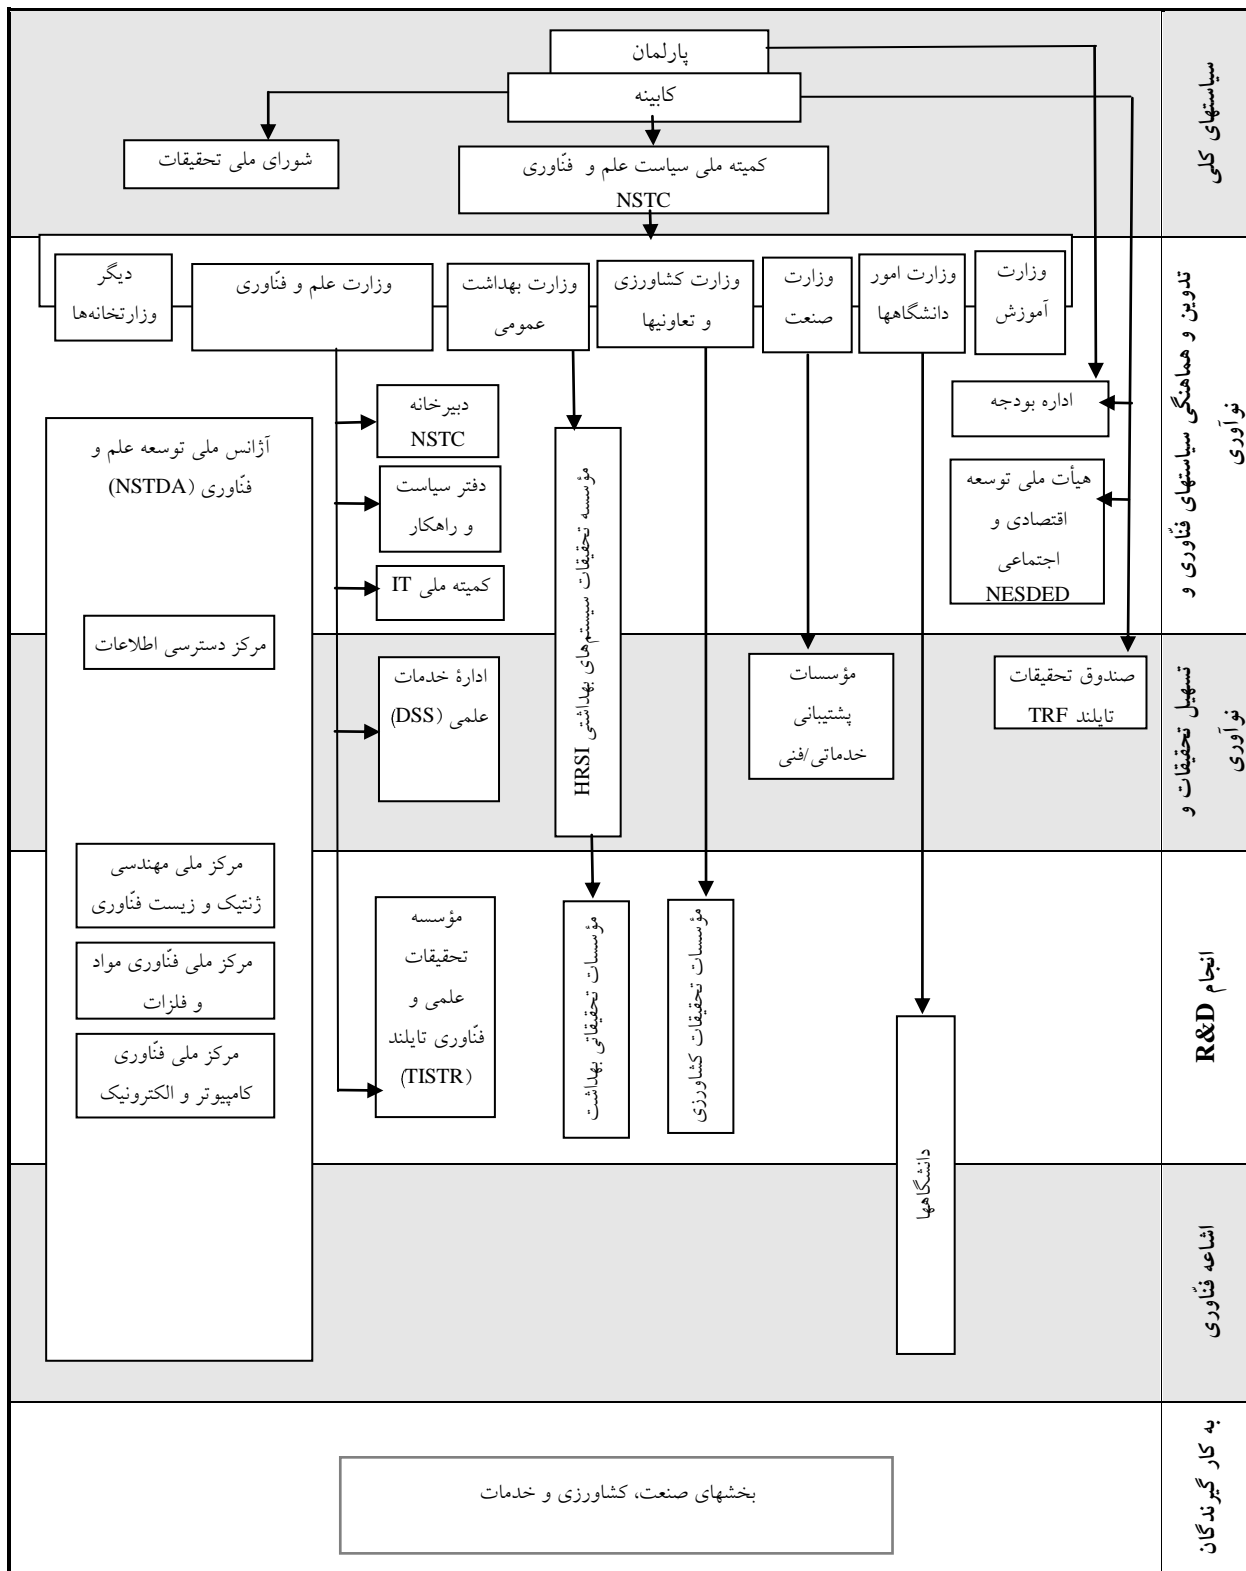 سیاستهای کلی
پارلمان
کابینه
شورای ملی تحقیقات
کمیته ملی سیاست علم و فنّاوری
NSTC
تدوین و هماهنگی سیاستهای فنّاوری و
نوآوری
وزارت
آموزش
وزارت امور
دانشگاهها
وزارت
صنعت
وزارت کشاورزی
و تعاونیها
وزارت بهداشت
عمومی
وزارت علم و فنّاوری
دیگر
وزارتخانه‌ها
اداره بودجه
هیأت ملی توسعه
اقتصادی و
اجتماعی
NESDED
دبیرخانه
NSTC
دفتر سیاست
و راهکار
کمیته ملی IT
آژانس ملی توسعه علم و
فنّاوری (NSTDA)
مؤسسه تحقیقات سیستم‌های بهداشتی HRSI
مرکز دسترسی اطلاعات
تسهیل تحقیقات و
نوآوری
صندوق تحقیقات
تایلند TRF
مؤسسات
پشتیبانی
خدماتی/فنی
ادارۀ خدمات
علمی (DSS)
انجام R&D
مرکز ملی مهندسی
ژنتیک و زیست فنّاوری
مرکز ملی فنّاوری مواد
و فلزات
مرکز ملی فنّاوری
کامپیوتر و الکترونیک
مؤسسه
تحقیقات
علمی و
فنّاوری تایلند
(TISTR)
مؤسسات تحقیقاتی بهداشت
مؤسسات تحقیقات کشاورزی
دانشگاهها
اشاعه فنّاوری
به کار گیرندگان
بخشهای صنعت، کشاورزی و خدمات